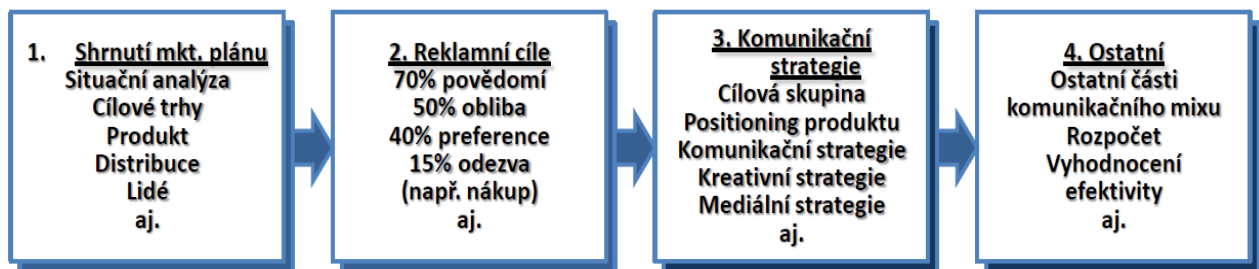 1. Shrnutí mkt. plánu
Situační analýza
Cílové trhy
Produkt
Distribuce
Lidé
aj.
2. Reklamní cíle
70% povědomí
50% obliba
40% preference
15% odezva
(např. nákup)
aj.
3. Komunikační
strategie
Cílová skupina
Positioning produktu
Komunikační strategie
Kreativní strategie
Mediální strategie
aj.
4. Ostatní
Ostatní části
komunikačního mixu
Rozpočet
Vyhodnocení
efektivity
aj.